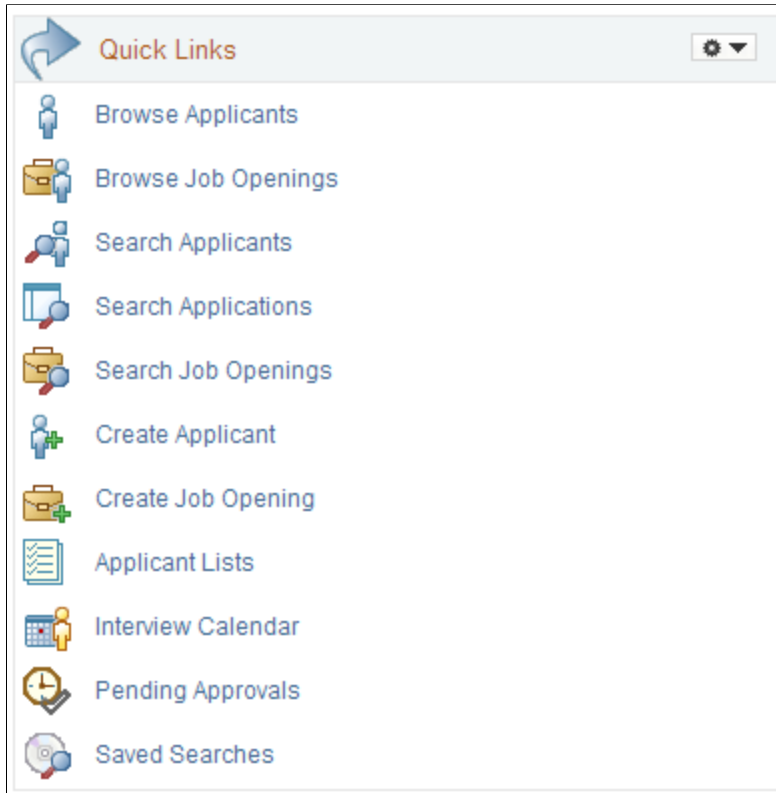 Quick Links
Browse Applicants
Browse Job Openings
Search Applicants
Search Applications
Search Job Openings
Create Applicant
Create Job Opening
Applicant Lists
Interview Calendar
Pending Approvals
Saved Searches